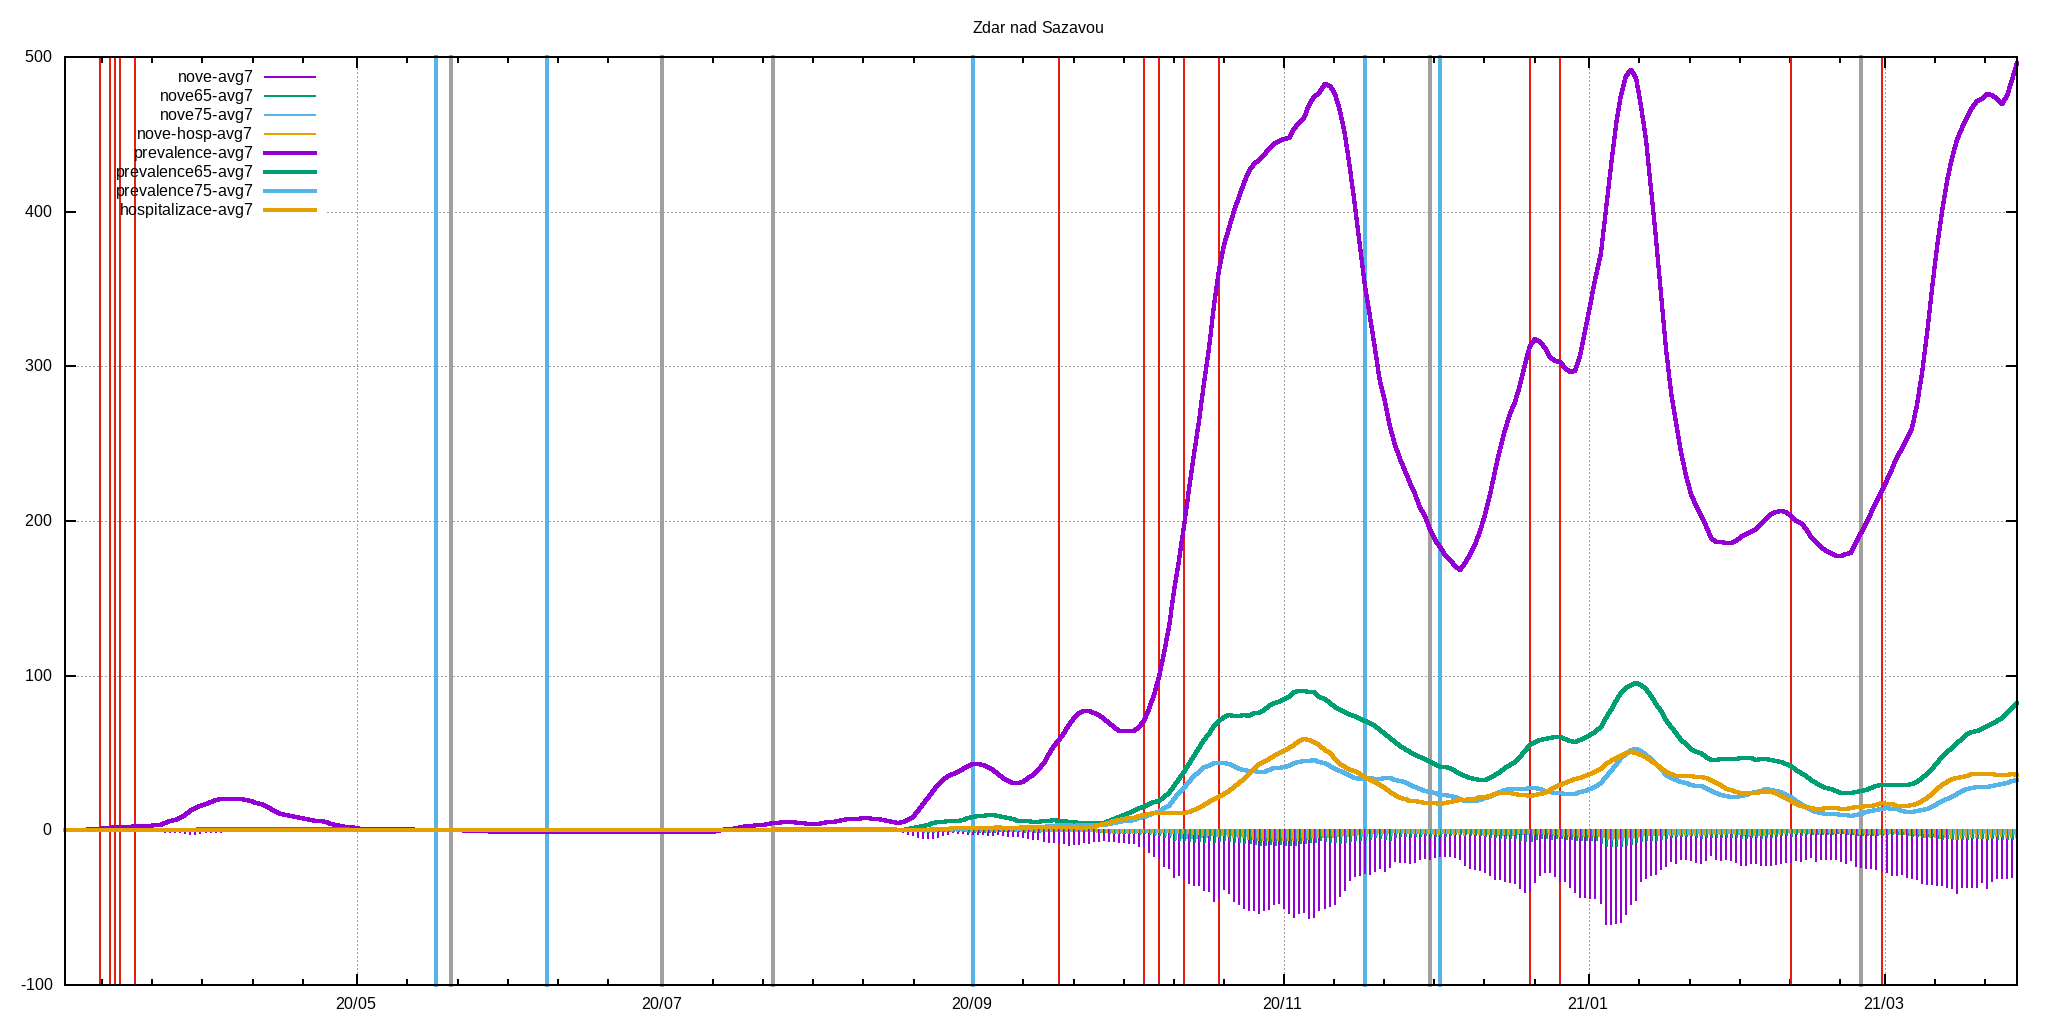 Zdar nad Sazavou
500
400
300
200
100
0
-100
nove-avg7
nove65-avg7
nove75-avg7
nove-hosp-avg7
prevalence-avg7
prevalence65-avg7
prevalence75-avg7
hospitalizace-avg7
20/05
20/07
20/09
20/11
21/01
21/03